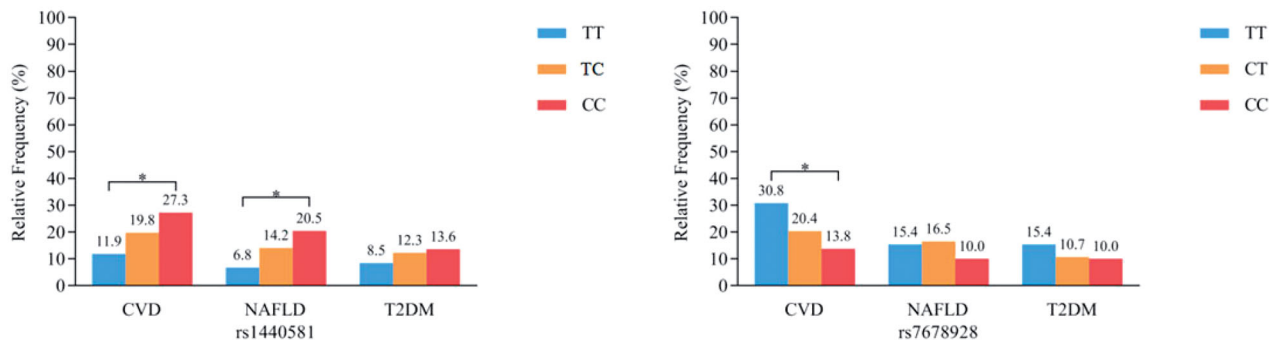 Relative Frequency (%)
100
90
80
70
60
50
40
30
20
10
0
*
11.9
19.8
27.3
*
6.8
14.2
20.5
8.5
12.3
13.6
CVD
NAFLD
T2DM
rs1440581
TT
TC
CC
Relative Frequency (%)
100
90
80
70
60
50
40
30
20
10
0
*
30.8
20.4
13.8
15.4
16.5
10.0
15.4
10.7
10.0
CVD
NAFLD
T2DM
rs7678928
TT
CT
CC